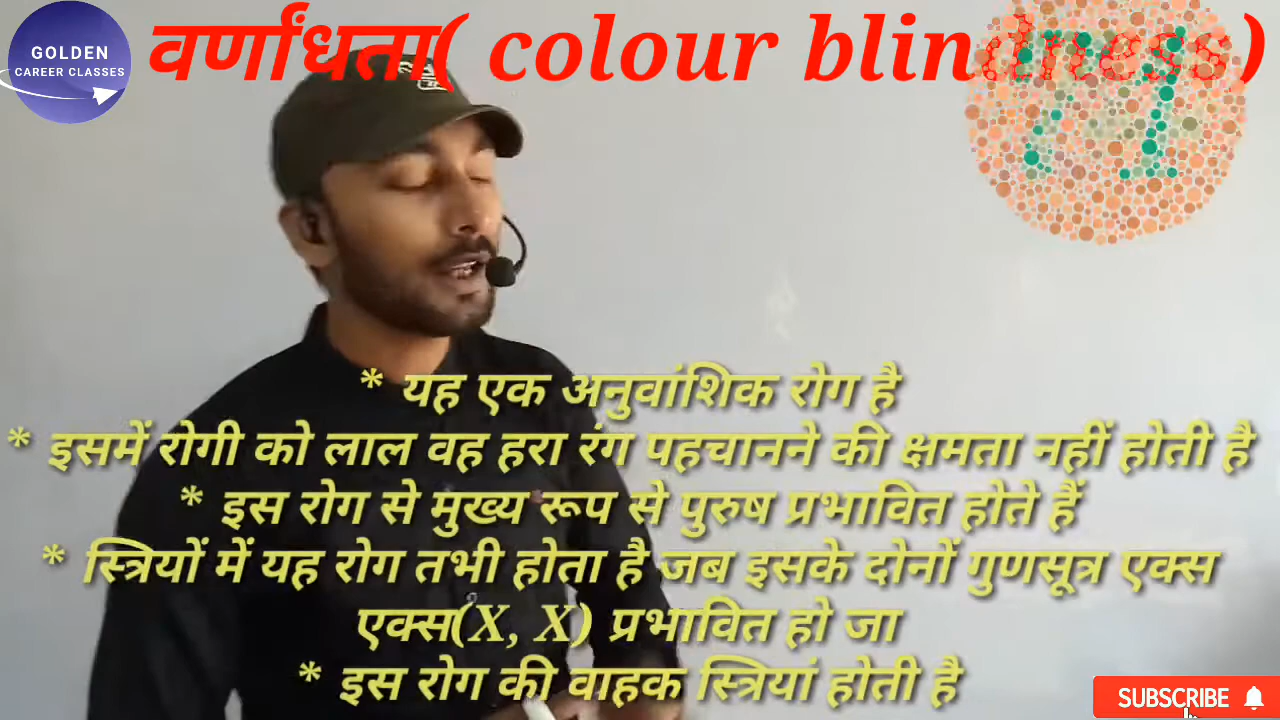 GOLDEN
CAREER CLASSES
वर्णांधता( colour blindness)
* यह एक अनुवांशिक रोग है
* इसमें रोगी को लाल वह हरा रंग पहचानने की क्षमता नहीं होती है
* इस रोग से मुख्य रूप से पुरुष प्रभावित होते हैं
* स्त्रियों में यह रोग तभी होता है जब इसके दोनों गुणसूत्र एक्स
एक्स(X, X) प्रभावित हो जा
* इस रोग की वाहक स्त्रियां होती है
SUBSCRIBE